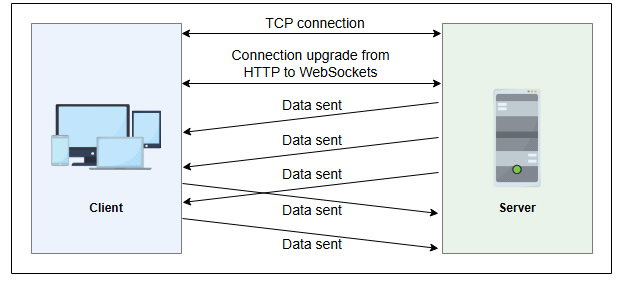 TCP connection
Connection upgrade from
HTTP to WebSockets
Data sent
Data sent
Data sent
Data sent
Data sent
Client
Server